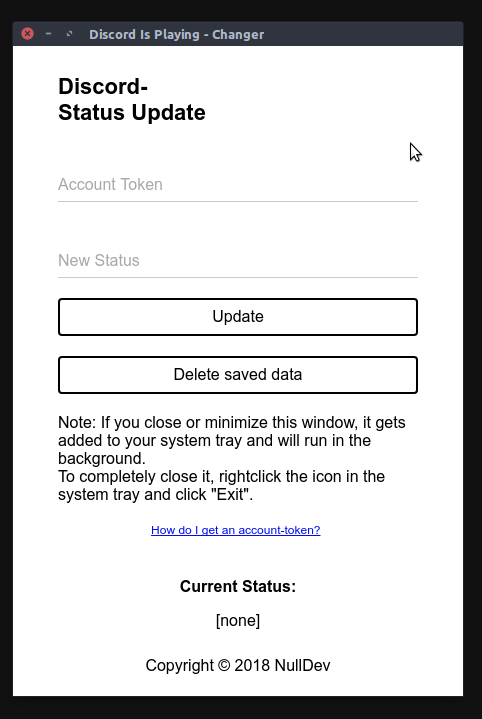 Discord Is Playing - Changer
Discord-
Status Update
Account Token
New Status
Update
Delete saved data
Note: If you close or minimize this window, it gets
added to your system tray and will run in the
background.
To completely close it, rightclick the icon in the
system tray and click "Exit".
How do I get an account-token?
Current Status:
[none]
Copyright © 2018 NullDev